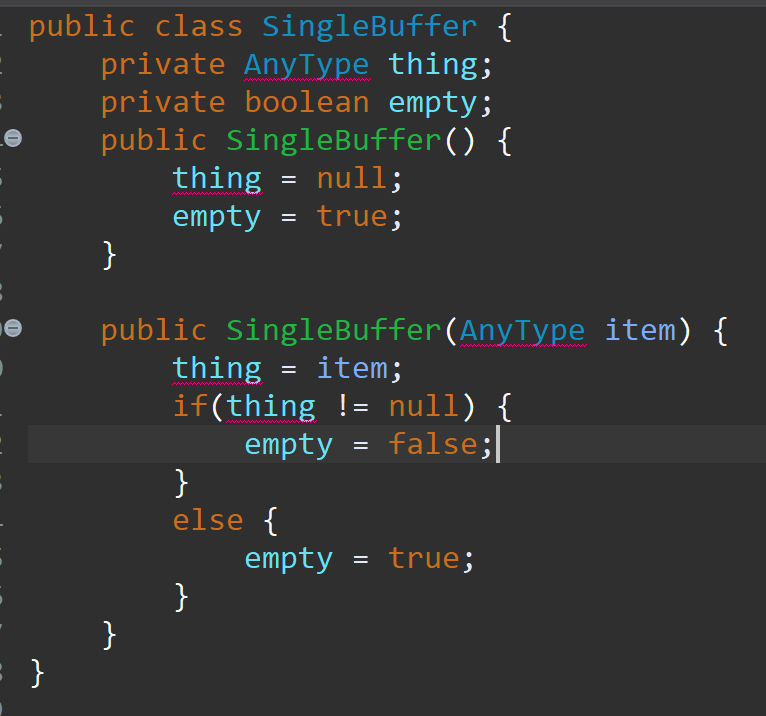 public class SingleBuffer {
    private AnyType thing;
    private boolean empty;
    public SingleBuffer() {
        thing = null;
        empty = true;
    }

    public SingleBuffer(AnyType item) {
        thing = item;
        if(thing != null) {
            empty = false;
        }
        else {
            empty = true;
        }
    }
}